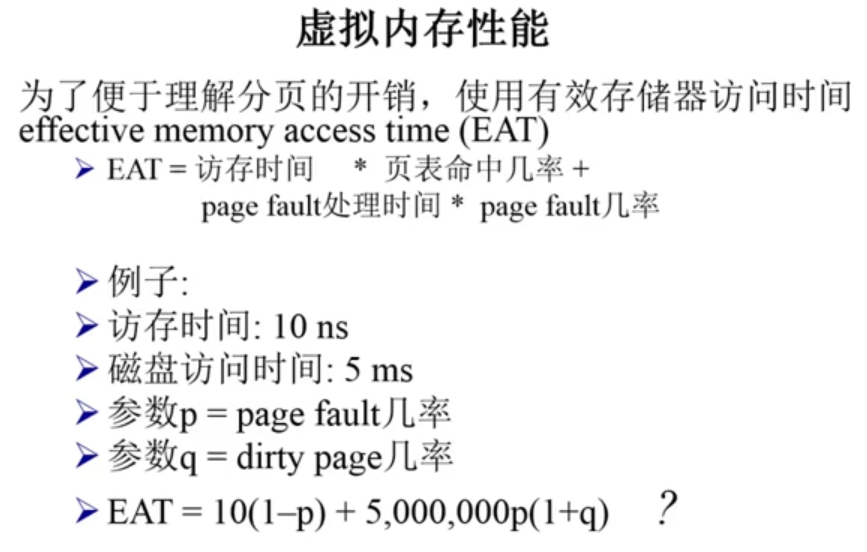 虚拟内存性能
为了便于理解分页的开销，使用有效存储器访问时间
effective memory access time (EAT)
➢ EAT = 访存时间 * 页表命中几率 +
page fault处理时间 * page fault几率
➢ 例子:
➢ 访存时间: 10 ns
➢ 磁盘访问时间: 5 ms
➢ 参数p = page fault几率
➢ 参数q = dirty page几率
➢ EAT = 10(1–p) + 5,000,000p(1+q) ?